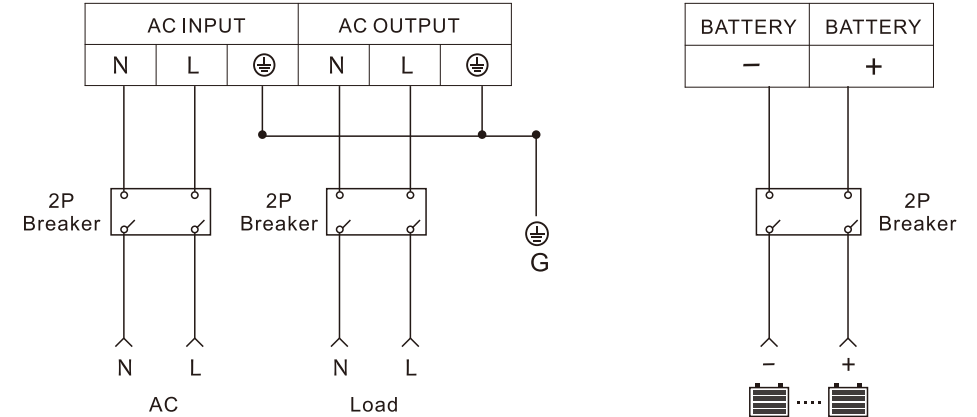 AC INPUT AC OUTPUT
N L N L
BATTERY BATTERY
− +
2P
Breaker
2P
Breaker
2P
Breaker
G
N L
AC
N L
Load
− +